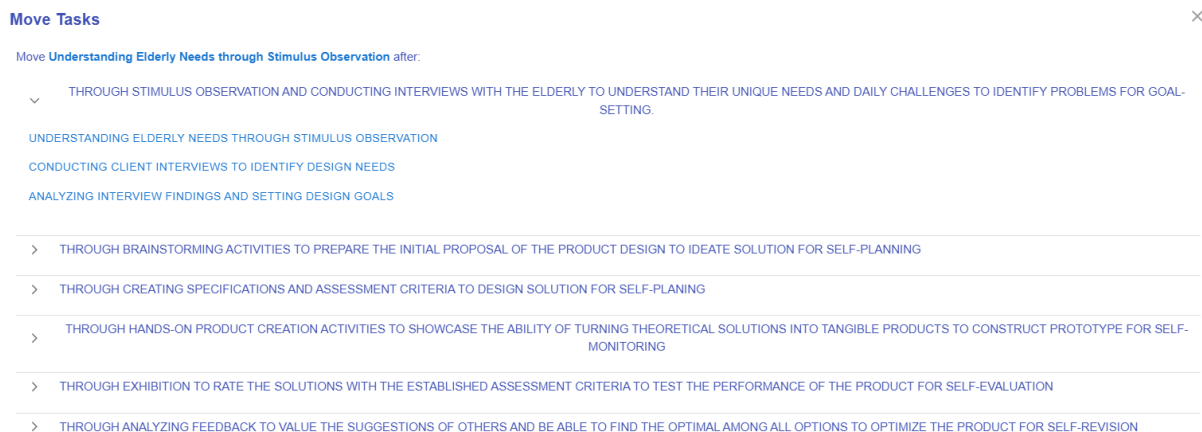 Move Tasks
Move Understanding Elderly Needs through Stimulus Observation after:
THROUGH STIMULUS OBSERVATION AND CONDUCTING INTERVIEWS WITH THE ELDERLY TO UNDERSTAND THEIR UNIQUE NEEDS AND DAILY CHALLENGES TO IDENTIFY PROBLEMS FOR GOAL-
SETTING.
UNDERSTANDING ELDERLY NEEDS THROUGH STIMULUS OBSERVATION
CONDUCTING CLIENT INTERVIEWS TO IDENTIFY DESIGN NEEDS
ANALYZING INTERVIEW FINDINGS AND SETTING DESIGN GOALS
THROUGH BRAINSTORMING ACTIVITIES TO PREPARE THE INITIAL PROPOSAL OF THE PRODUCT DESIGN TO IDEATE SOLUTION FOR SELF-PLANNING
THROUGH CREATING SPECIFICATIONS AND ASSESSMENT CRITERIA TO DESIGN SOLUTION FOR SELF-PLANING
THROUGH HANDS-ON PRODUCT CREATION ACTIVITIES TO SHOWCASE THE ABILITY OF TURNING THEORETICAL SOLUTIONS INTO TANGIBLE PRODUCTS TO CONSTRUCT PROTOTYPE FOR SELF-
MONITORING
THROUGH EXHIBITION TO RATE THE SOLUTIONS WITH THE ESTABLISHED ASSESSMENT CRITERIA TO TEST THE PERFORMANCE OF THE PRODUCT FOR SELF-EVALUATION
THROUGH ANALYZING FEEDBACK TO VALUE THE SUGGESTIONS OF OTHERS AND BE ABLE TO FIND THE OPTIMAL AMONG ALL OPTIONS TO OPTIMIZE THE PRODUCT FOR SELF-REVISION